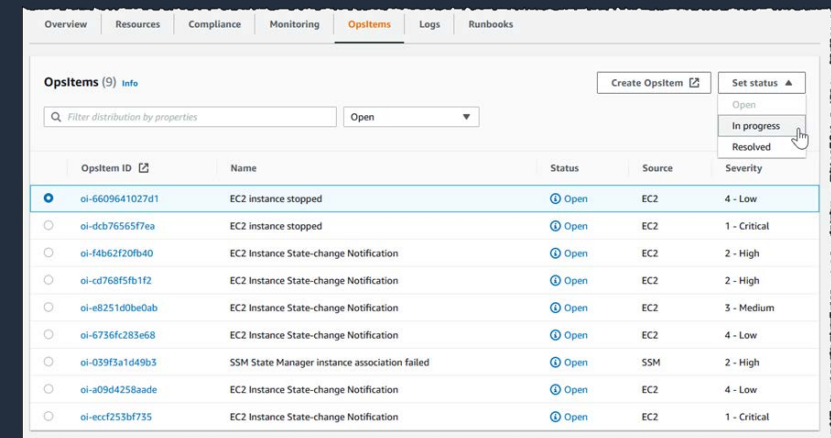 Overview Resources Compliance Monitoring OpsItems Logs Runbooks
OpsItems (9) Info Create OpsItem Set status
Filter distribution by properties Open Open
In progress
Resolved
OpsItem ID Name Status Source Severity
oi-6609641027d1 EC2 instance stopped Open EC2 4 - Low
oi-dcb76565f7ea EC2 instance stopped Open EC2 1 - Critical
oi-f4b62f20fb40 EC2 Instance State-change Notification Open EC2 2 - High
oi-cd768f5fb1f2 EC2 Instance State-change Notification Open EC2 2 - High
oi-e8251d0be0ab EC2 Instance State-change Notification Open EC2 3 - Medium
oi-6736fc283e68 EC2 Instance State-change Notification Open EC2 4 - Low
oi-039f3a1d49b3 SSM State Manager instance association failed Open SSM 2 - High
oi-a09d4258aade EC2 Instance State-change Notification Open EC2 4 - Low
oi-eccf253bf735 EC2 Instance State-change Notification Open EC2 1 - Critical